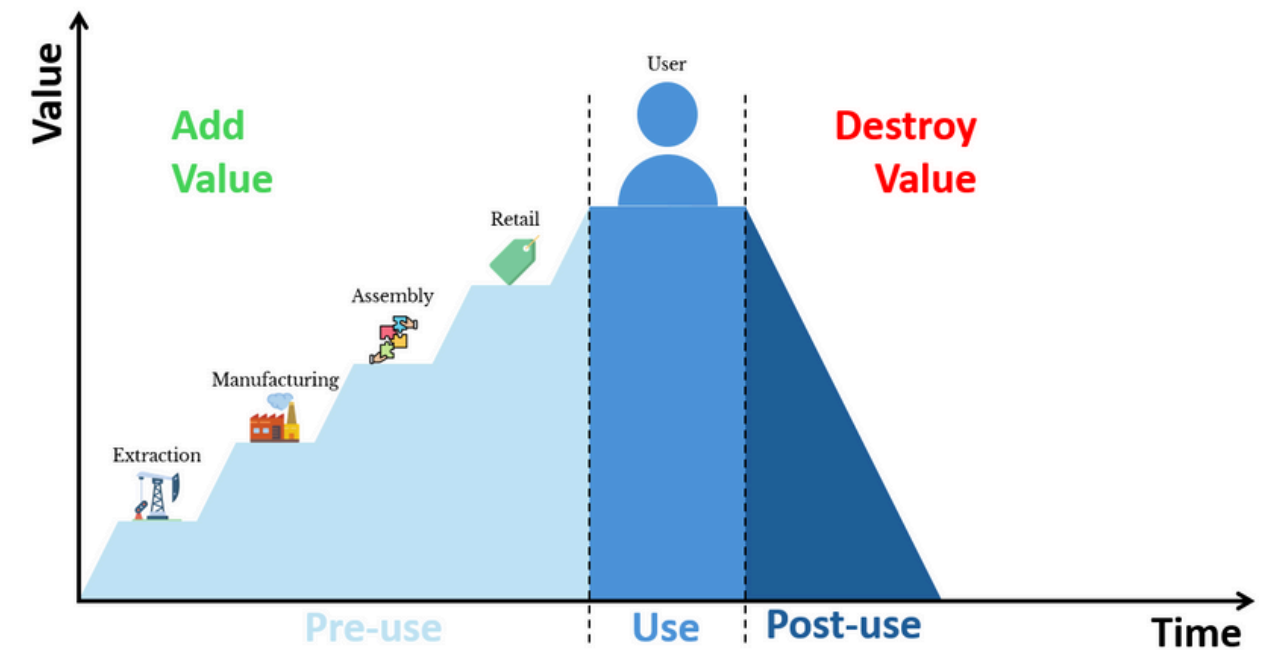 Value
Add
Value
User
Destroy
Value
Retail
Assembly
Manufacturing
Extraction
Pre-use
Use
Post-use
Time